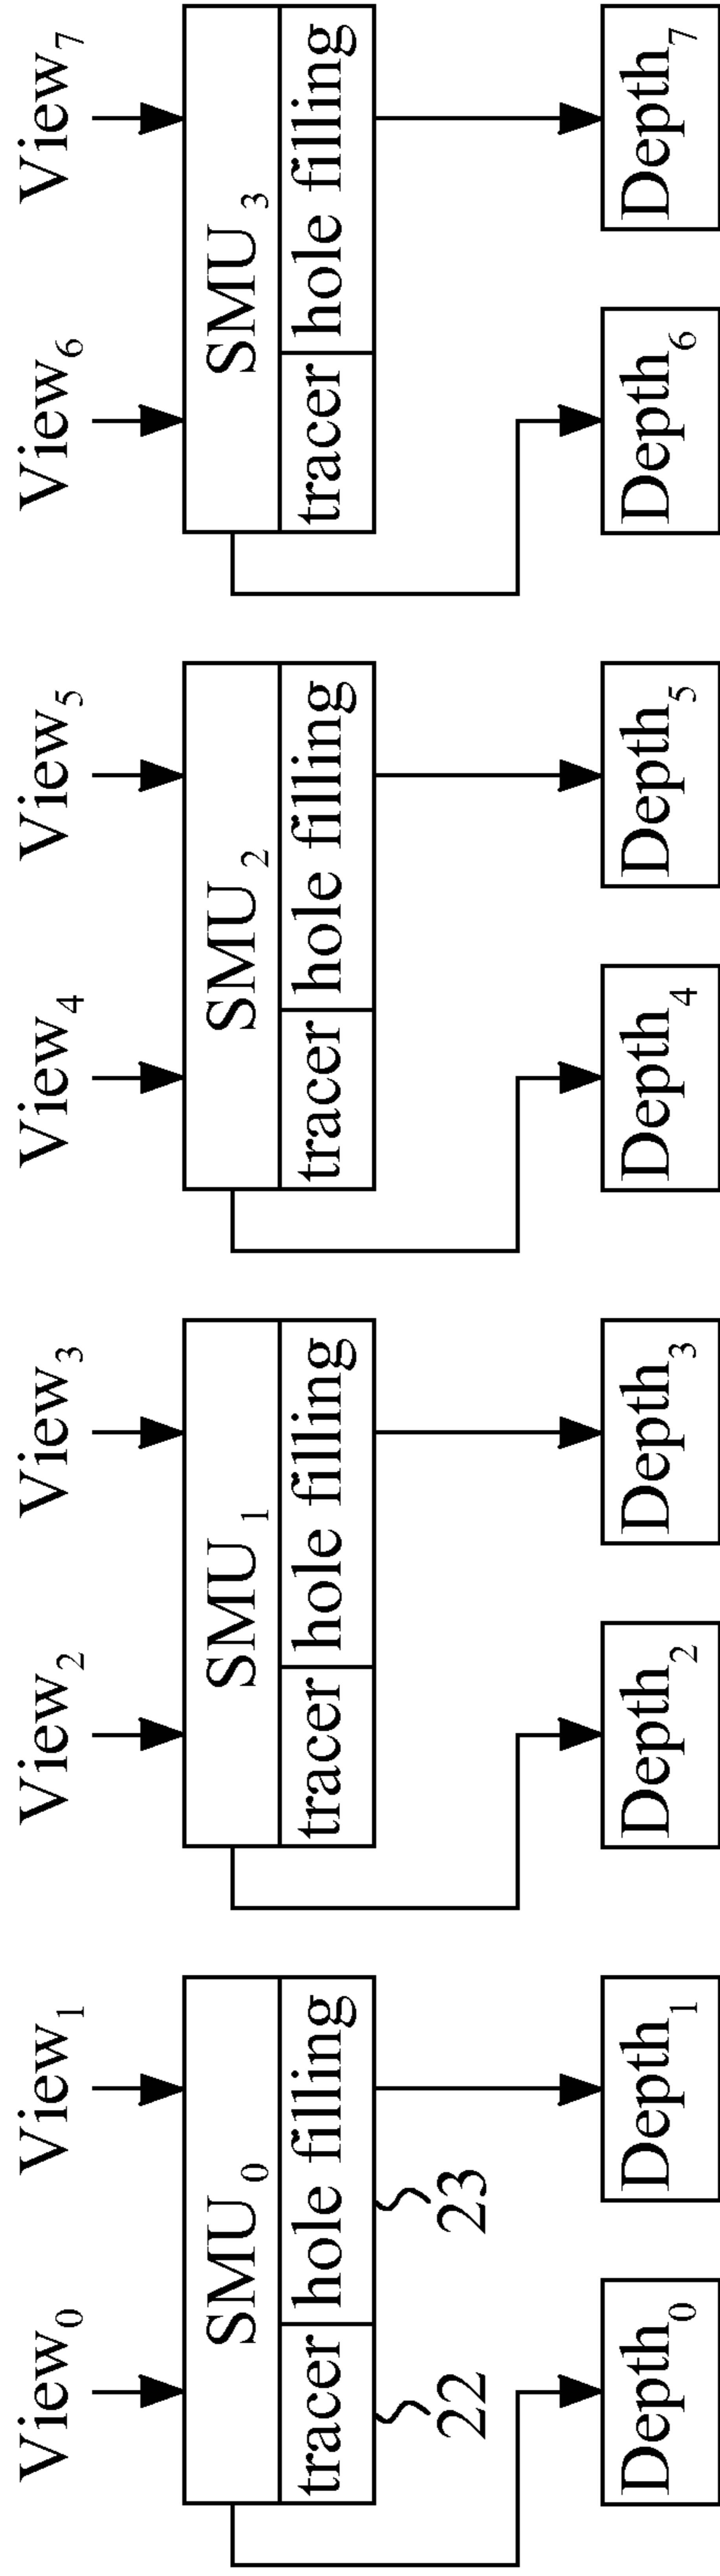 View₀ View₁ View₂ View₃ View₄ View₅ View₆ View₇
SMU₀ SMU₁ SMU₂ SMU₃
tracer hole filling tracer hole filling tracer hole filling tracer hole filling
22 23
Depth₀ Depth₁ Depth₂ Depth₃ Depth₄ Depth₅ Depth₆ Depth₇